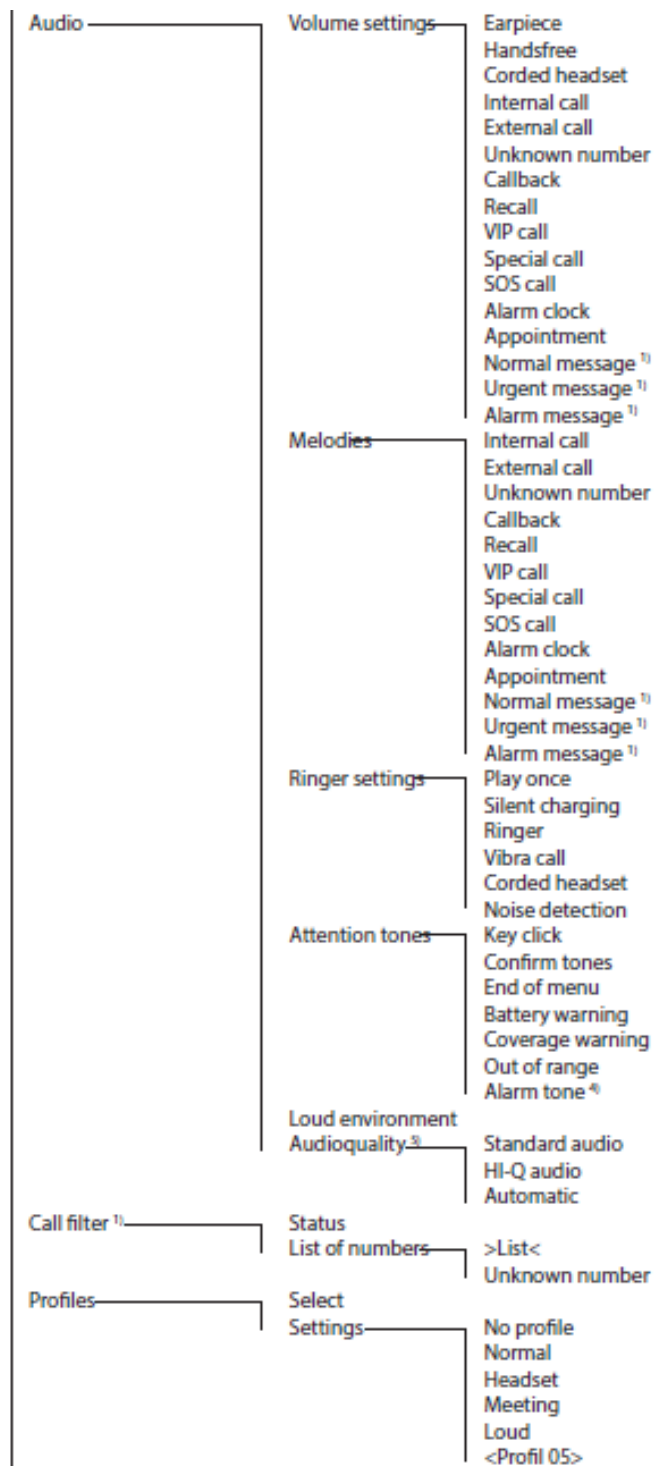 Audio Volume settings Earpiece
Handsfree
Corded headset
Internal call
External call
Unknown number
Callback
Recall
VIP call
Special call
SOS call
Alarm clock
Appointment
Normal message 1)
Urgent message 1)
Alarm message 1)
Melodies Internal call
External call
Unknown number
Callback
Recall
VIP call
Special call
SOS call
Alarm clock
Appointment
Normal message 1)
Urgent message 1)
Alarm message 1)
Ringer settings Play once
Silent charging
Ringer
Vibra call
Corded headset
Noise detection
Attention tones Key click
Confirm tones
End of menu
Battery warning
Coverage warning
Out of range
Alarm tone 4)
Loud environment
Audioquality 3) Standard audio
HI-Q audio
Automatic
Call filter 1) Status
List of numbers >List<
Unknown number
Profiles Select
Settings No profile
Normal
Headset
Meeting
Loud
<Profil 05>